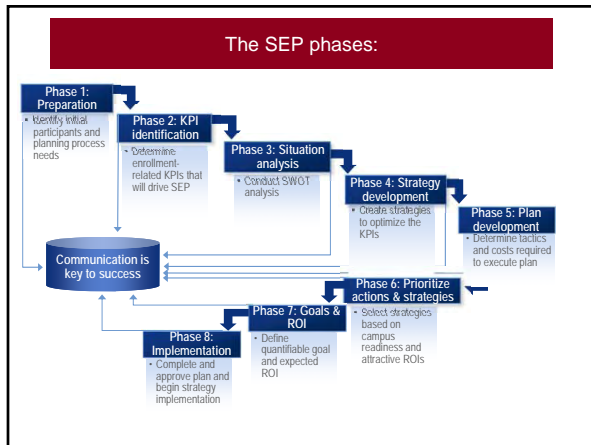 The SEP phases:
Phase 1:
Preparation
• Identify initial
participants and
planning process
needs
Phase 2: KPI
identification
• Determine
enrollment-
related KPIs that
will drive SEP
Phase 3: Situation
analysis
• Conduct SWOT
analysis
Phase 4: Strategy
development
• Create strategies
to optimize the
KPIs
Phase 5: Plan
development
• Determine tactics
and costs required
to execute plan
Communication is
key to success
Phase 6: Prioritize
actions & strategies
• Select strategies
based on
campus
readiness and
attractive ROIs
Phase 7: Goals &
ROI
• Define
quantifiable goal
and expected
ROI
Phase 8:
Implementation
• Complete and
approve plan and
begin strategy
implementation